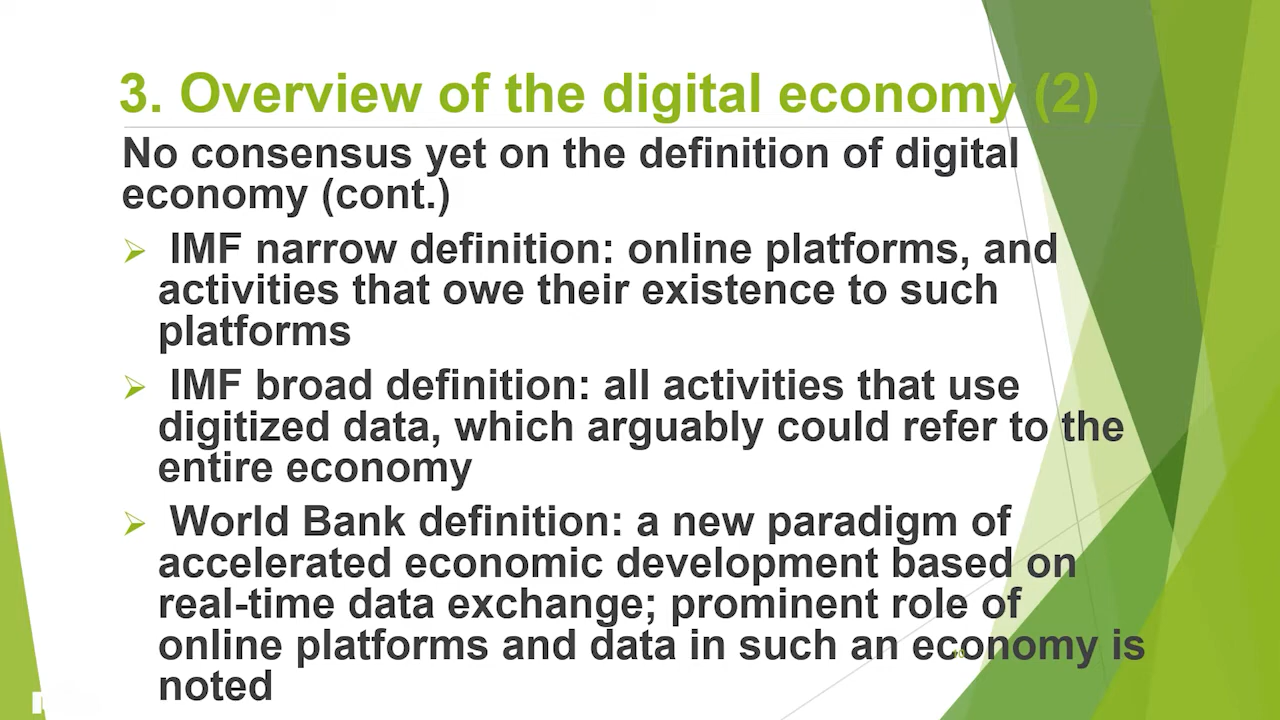 3. Overview of the digital economy (2)
No consensus yet on the definition of digital
economy (cont.)
➢ IMF narrow definition: online platforms, and
activities that owe their existence to such
platforms
➢ IMF broad definition: all activities that use
digitized data, which arguably could refer to the
entire economy
➢ World Bank definition: a new paradigm of
accelerated economic development based on
real-time data exchange; prominent role of
online platforms and data in such an economy is
noted